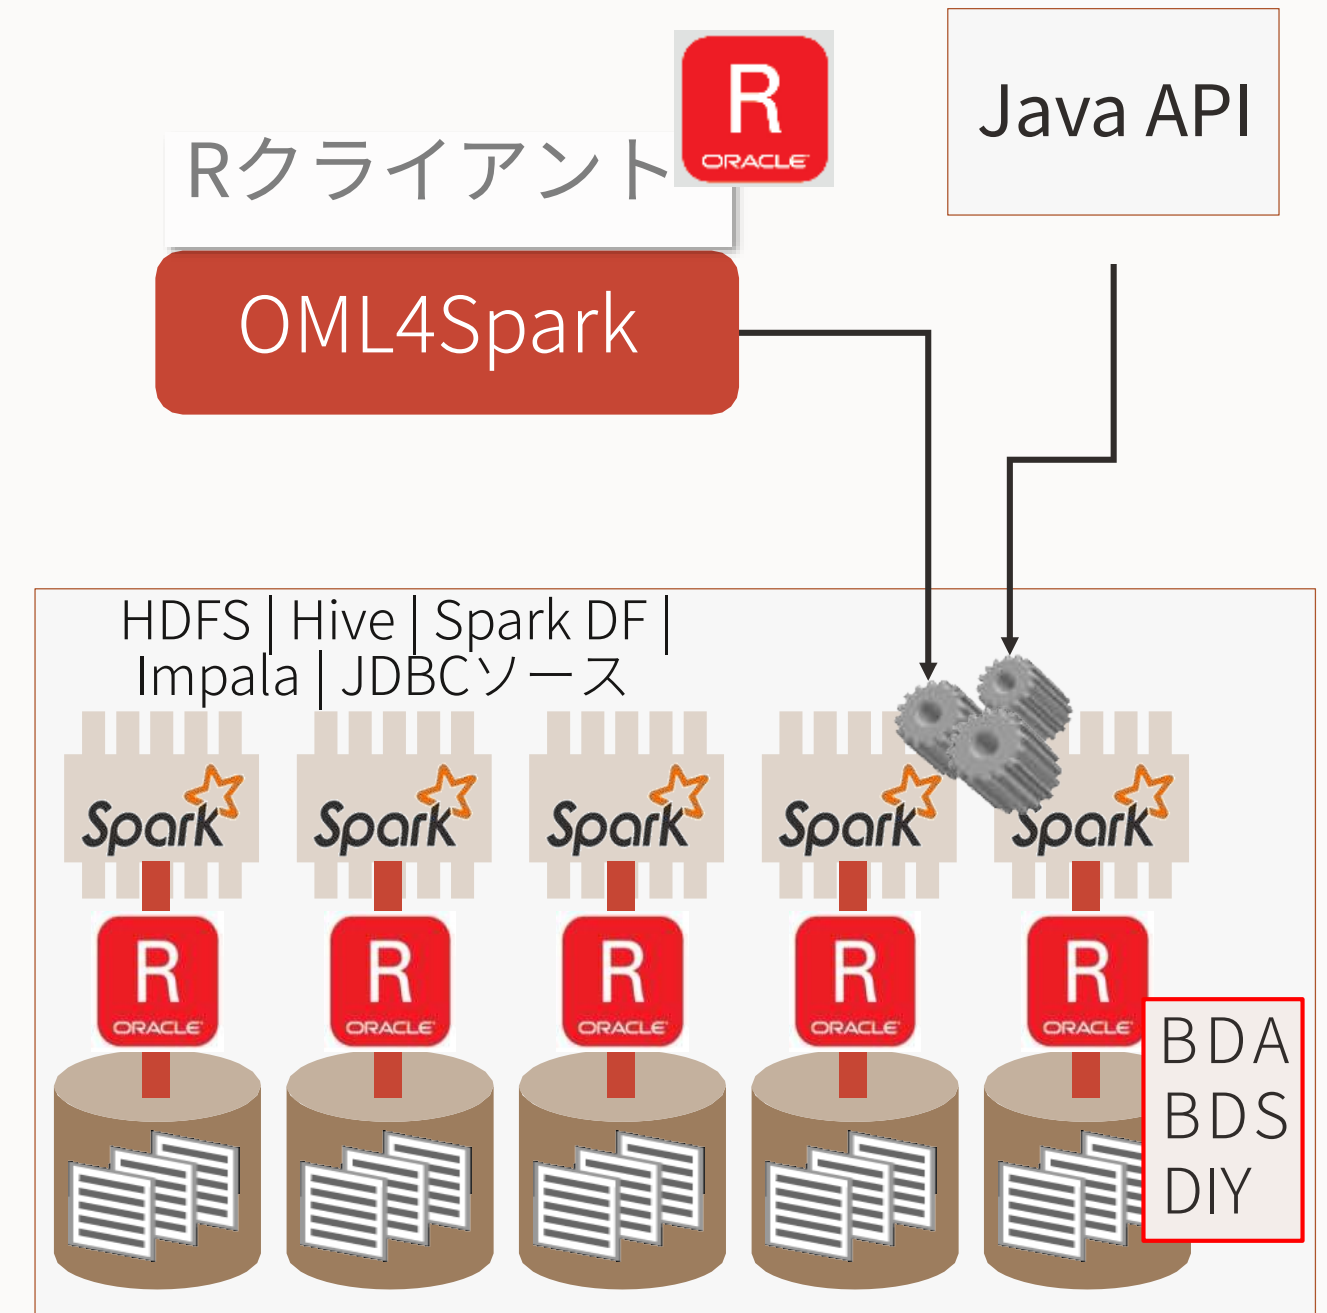 R
ORACLE
Java API
Rクライアント
OML4Spark
HDFS | Hive | Spark DF |
Impala | JDBCソース
Spark
Spark
Spark
Spark
Spark
R
ORACLE
R
ORACLE
R
ORACLE
R
ORACLE
R
ORACLE
BDA
BDS
DIY